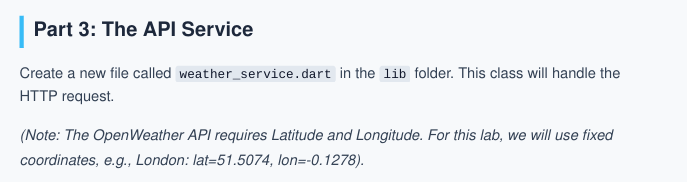 Part 3: The API Service
Create a new file called weather_service.dart in the lib folder. This class will handle the
HTTP request.
(Note: The OpenWeather API requires Latitude and Longitude. For this lab, we will use fixed
coordinates, e.g., London: lat=51.5074, lon=-0.1278).